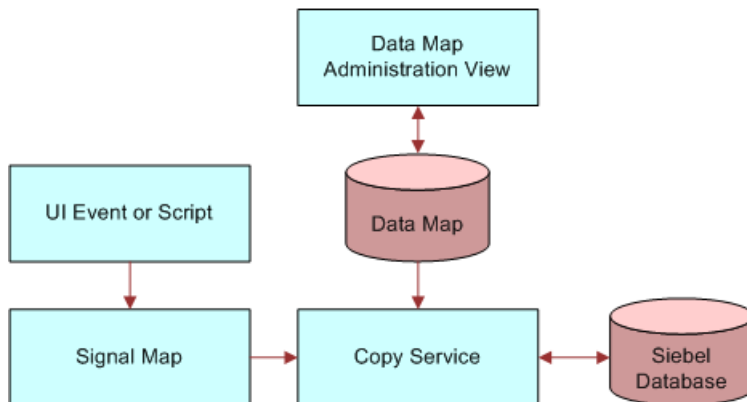 Data Map
Administration View
UI Event or Script
Data Map
Signal Map
Copy Service
Siebel
Database